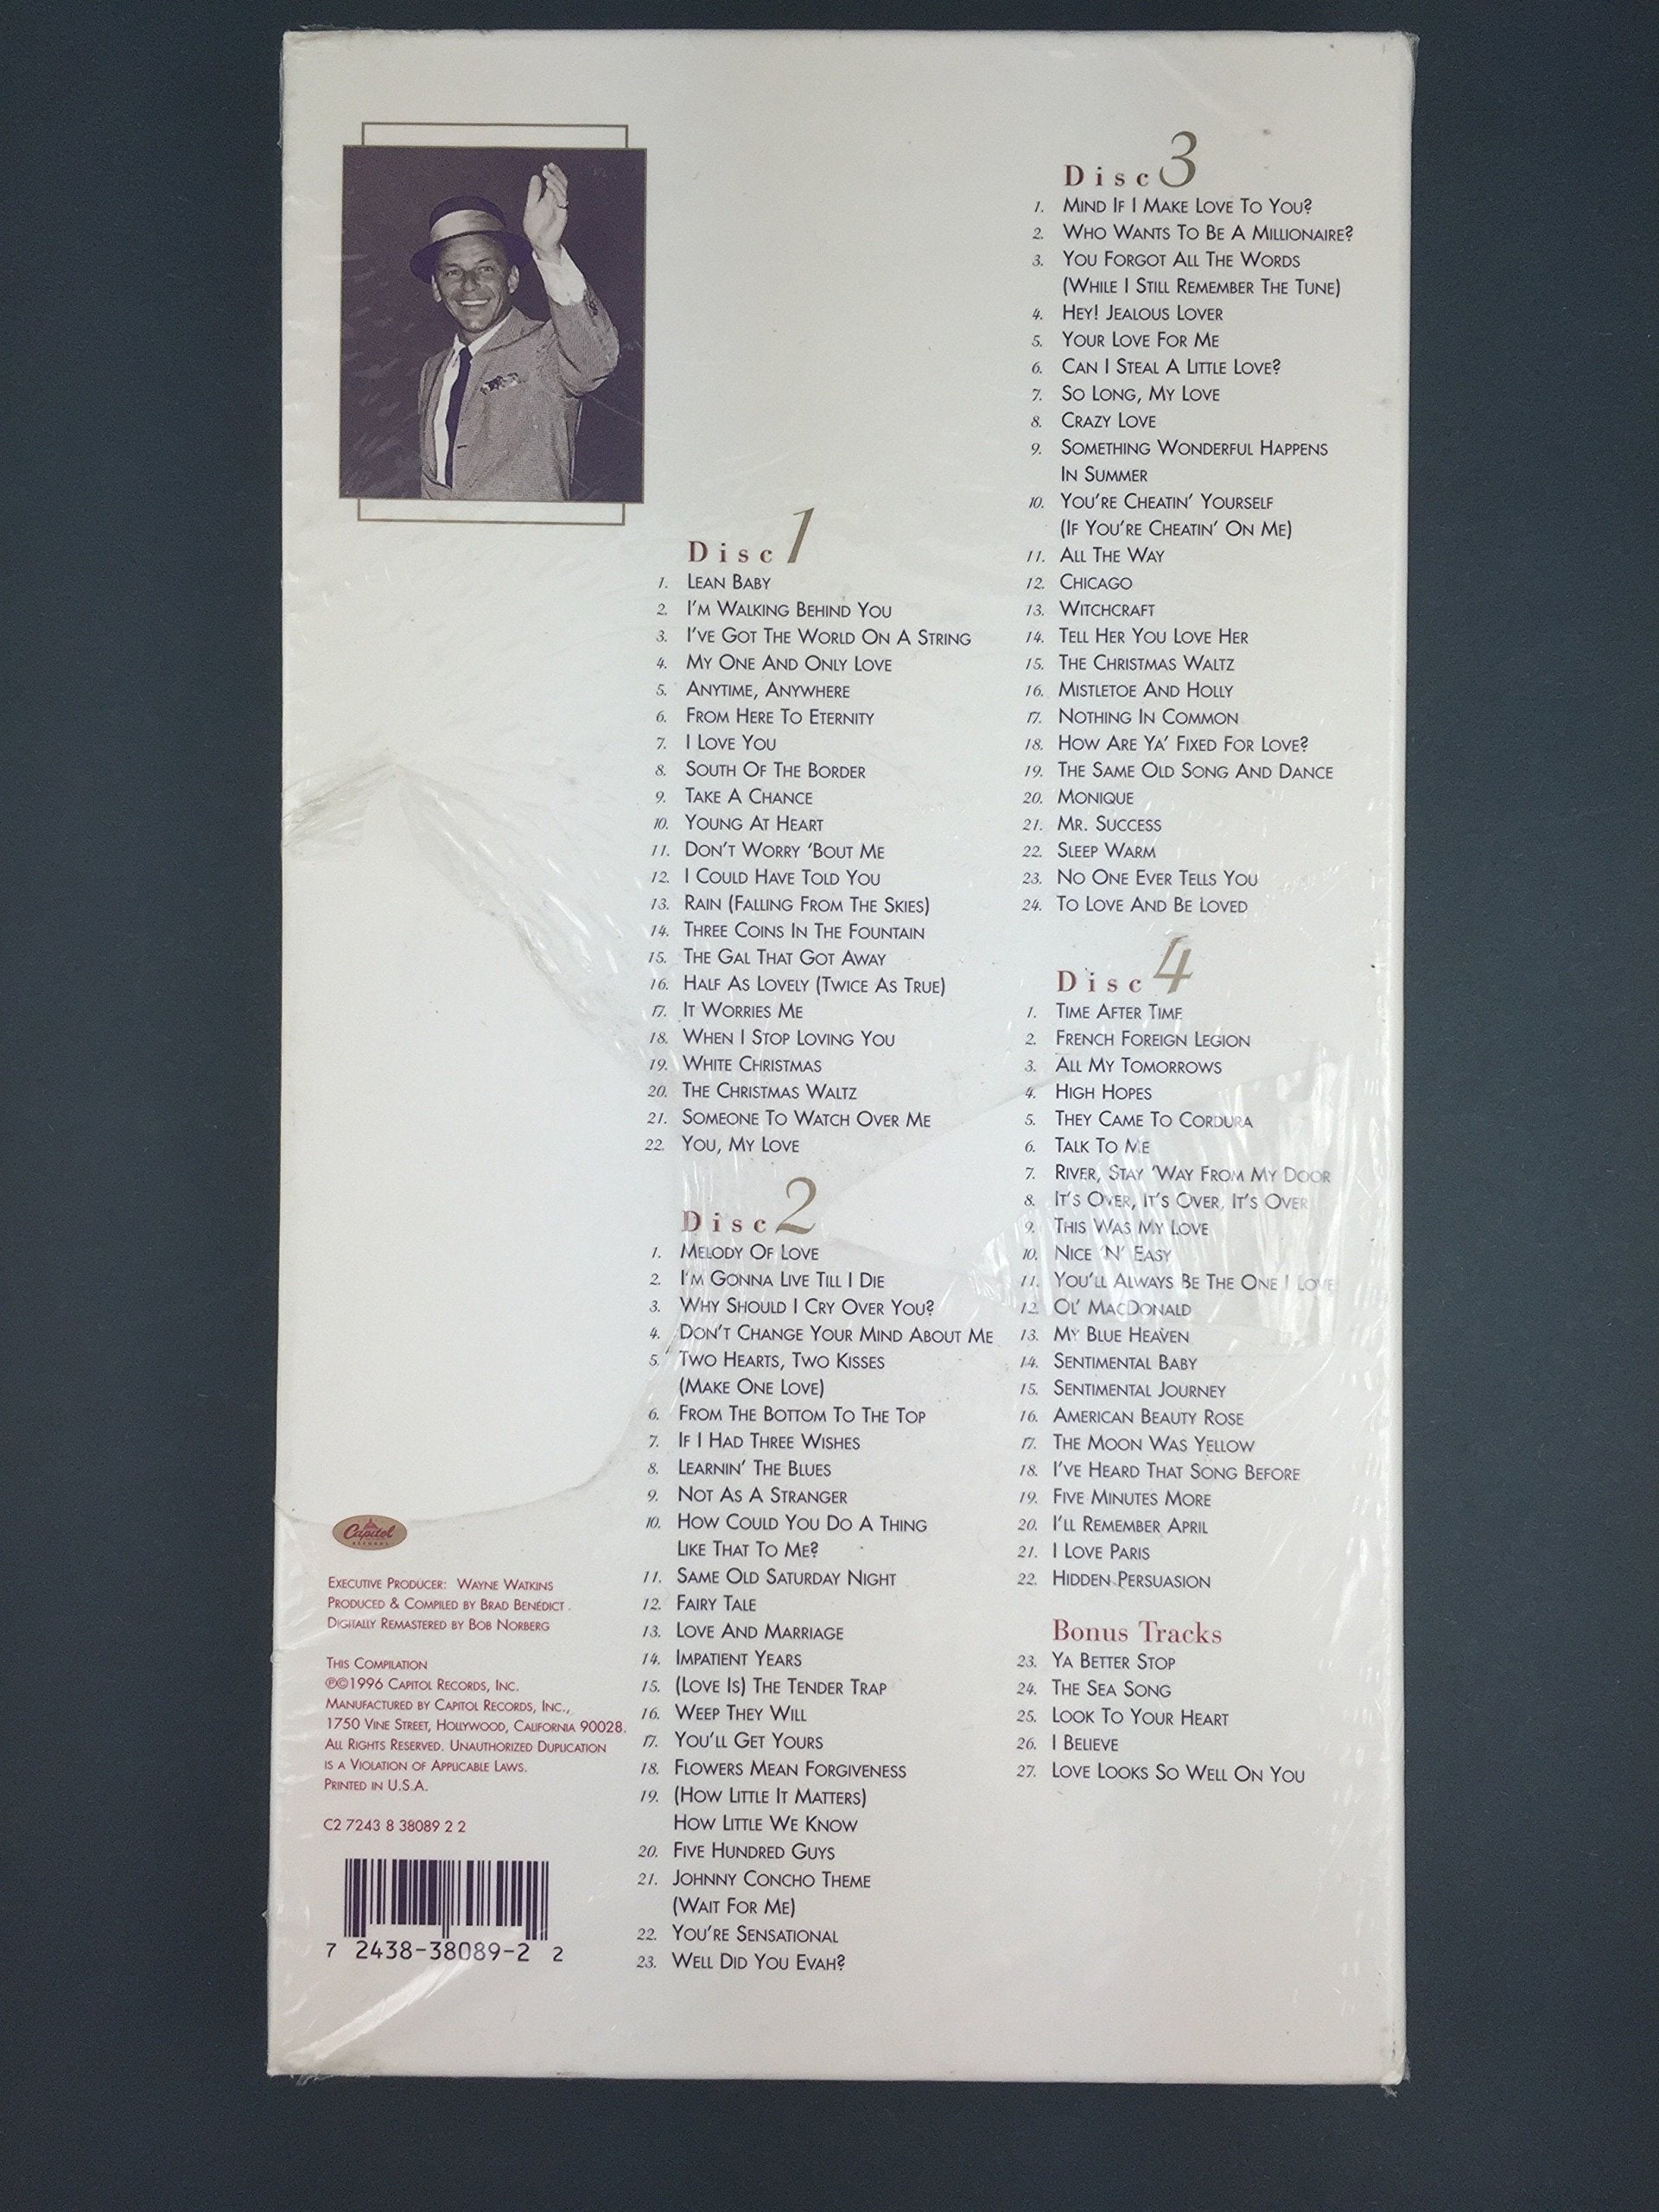 Disc 1
1. Lean Baby
2. I'm Walking Behind You
3. I've Got The World On A String
4. My One And Only Love
5. Anytime, Anywhere
6. From Here To Eternity
7. I Love You
8. South Of The Border
9. Take A Chance
10. Young At Heart
11. Don't Worry 'Bout Me
12. I Could Have Told You
13. Rain (Falling From The Skies)
14. Three Coins In The Fountain
15. The Gal That Got Away
16. Half As Lovely (Twice As True)
17. It Worries Me
18. When I Stop Loving You
19. White Christmas
20. The Christmas Waltz
21. Someone To Watch Over Me
22. You, My Love
Disc 2
1. Melody Of Love
2. I'm Gonna Live Till I Die
3. Why Should I Cry Over You?
4. Don't Change Your Mind About Me
5. Two Hearts, Two Kisses
(Make One Love)
6. From The Bottom To The Top
7. If I Had Three Wishes
8. Learnin' The Blues
9. Not As A Stranger
10. How Could You Do A Thing
Like That To Me?
11. Same Old Saturday Night
12. Fairy Tale
13. Love And Marriage
14. Impatient Years
15. (Love Is) The Tender Trap
16. Weep They Will
17. You'll Get Yours
18. Flowers Mean Forgiveness
19. (How Little It Matters)
How Little We Know
20. Five Hundred Guys
21. Johnny Concho Theme
(Wait For Me)
22. You're Sensational
23. Well Did You Evah?
Disc 3
1. Mind If I Make Love To You?
2. Who Wants To Be A Millionaire?
3. You Forgot All The Words
(While I Still Remember The Tune)
4. Hey! Jealous Lover
5. Your Love For Me
6. Can I Steal A Little Love?
7. So Long, My Love
8. Crazy Love
9. Something Wonderful Happens
In Summer
10. You're Cheatin' Yourself
(If You're Cheatin' On Me)
11. All The Way
12. Chicago
13. Witchcraft
14. Tell Her You Love Her
15. The Christmas Waltz
16. Mistletoe And Holly
17. Nothing In Common
18. How Are Ya' Fixed For Love?
19. The Same Old Song And Dance
20. Monique
21. Mr. Success
22. Sleep Warm
23. No One Ever Tells You
24. To Love And Be Loved
Disc 4
1. Time After Time
2. French Foreign Legion
3. All My Tomorrows
4. High Hopes
5. They Came To Cordura
6. Talk To Me
7. River, Stay 'Way From My Door
8. It's Over, It's Over, It's Over
9. This Was My Love
10. Nice 'N' Easy
11. You'll Always Be The One I Love
12. Ol' MacDonald
13. My Blue Heaven
14. Sentimental Baby
15. Sentimental Journey
16. American Beauty Rose
17. The Moon Was Yellow
18. I've Heard That Song Before
19. Five Minutes More
20. I'll Remember April
21. I Love Paris
22. Hidden Persuasion
Bonus Tracks
23. Ya Better Stop
24. The Sea Song
25. Look To Your Heart
26. I Believe
27. Love Looks So Well On You
Capitol
RECORDS
Executive Producer: Wayne Watkins
Produced & Compiled by Brad Benedict
Digitally Remastered by Bob Norberg
This Compilation
℗©1996 Capitol Records, Inc.
Manufactured by Capitol Records, Inc.,
1750 Vine Street, Hollywood, California 90028.
All Rights Reserved. Unauthorized Duplication
is a Violation of Applicable Laws.
Printed in U.S.A.
C2 7243 8 38089 2 2
7 2438-38089-2 2